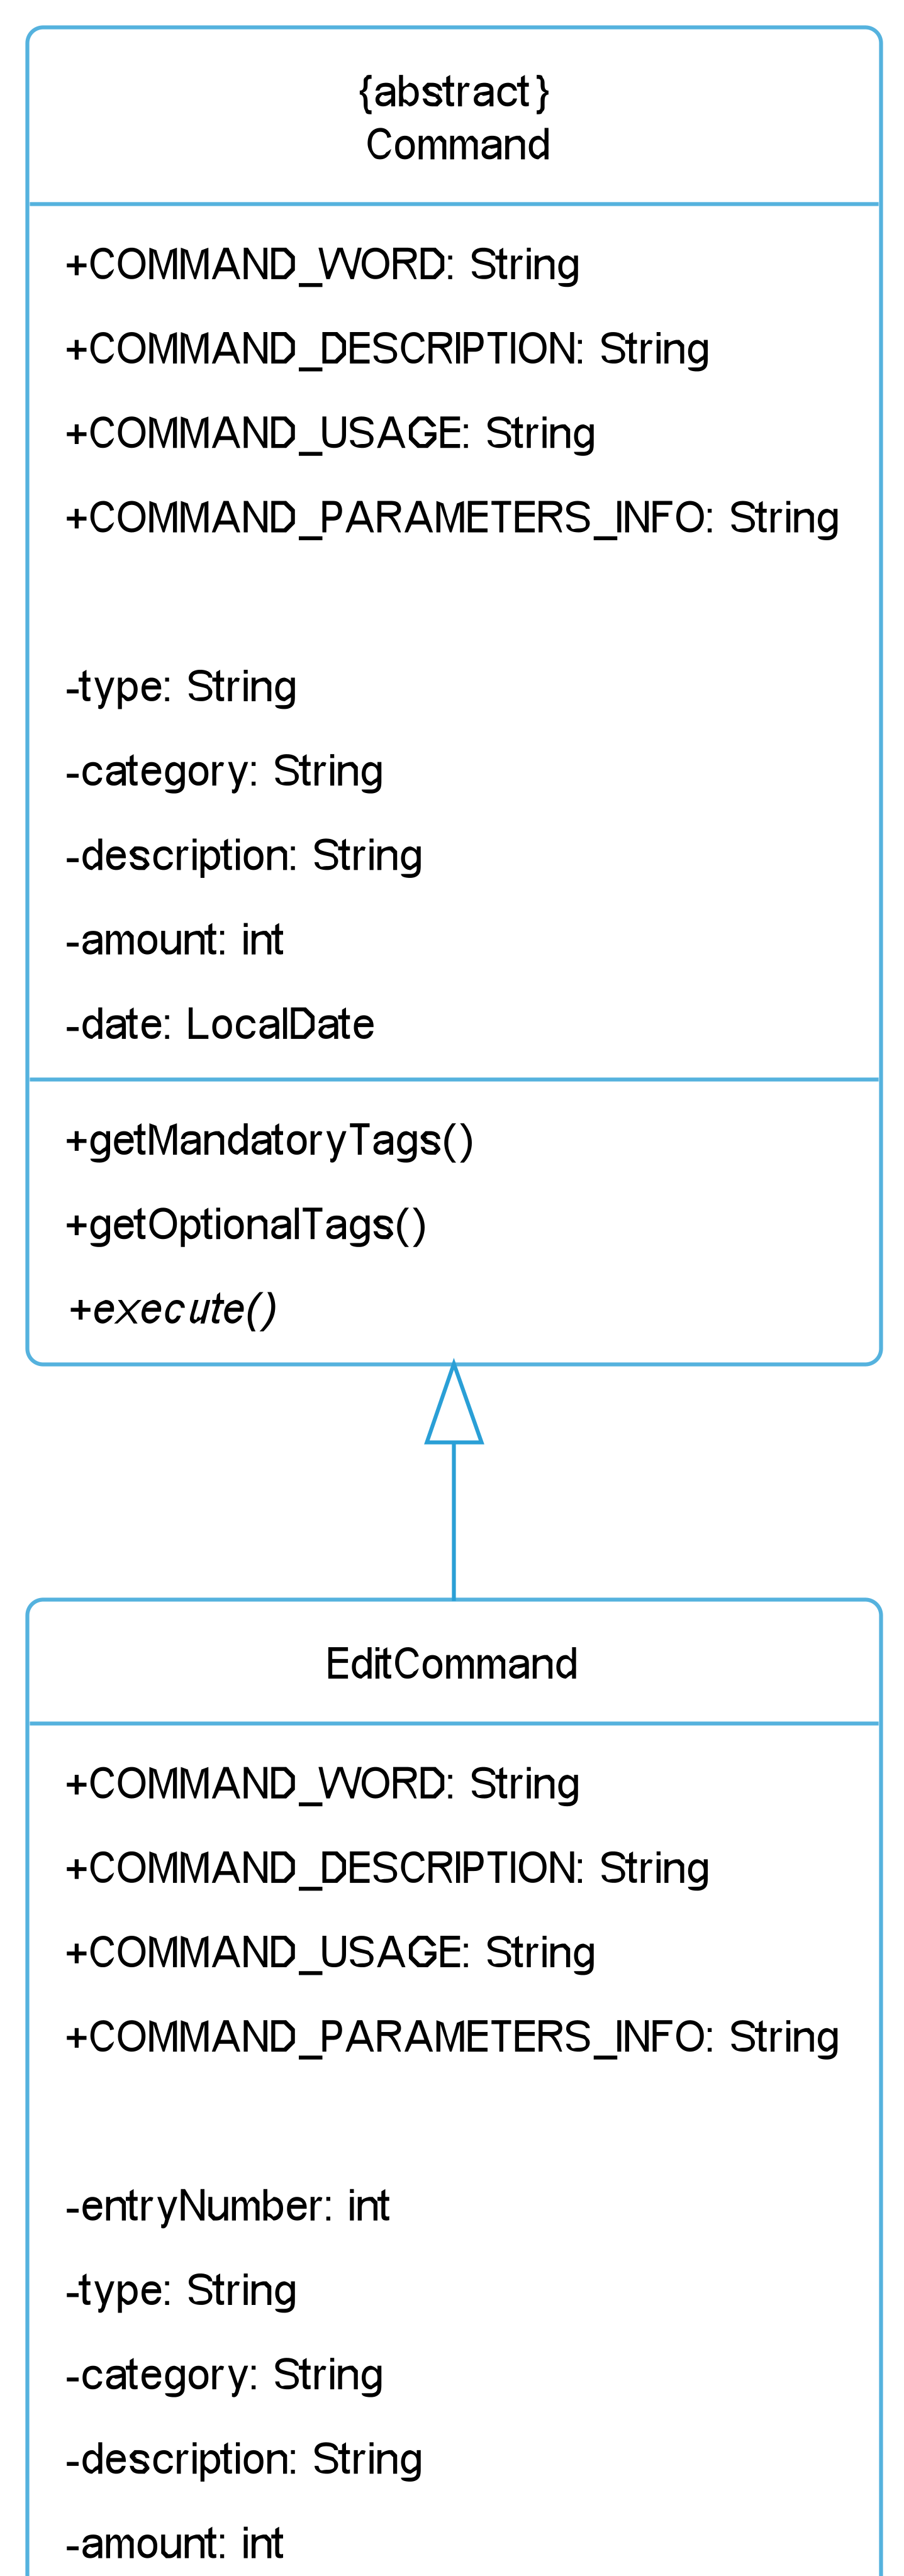 {abstract}
Command
+COMMAND_WORD: String
+COMMAND_DESCRIPTION: String
+COMMAND_USAGE: String
+COMMAND_PARAMETERS_INFO: String
-type: String
-category: String
-description: String
-amount: int
-date: LocalDate
+getMandatoryTags()
+getOptionalTags()
+execute()
EditCommand
+COMMAND_WORD: String
+COMMAND_DESCRIPTION: String
+COMMAND_USAGE: String
+COMMAND_PARAMETERS_INFO: String
-entryNumber: int
-type: String
-category: String
-description: String
-amount: int